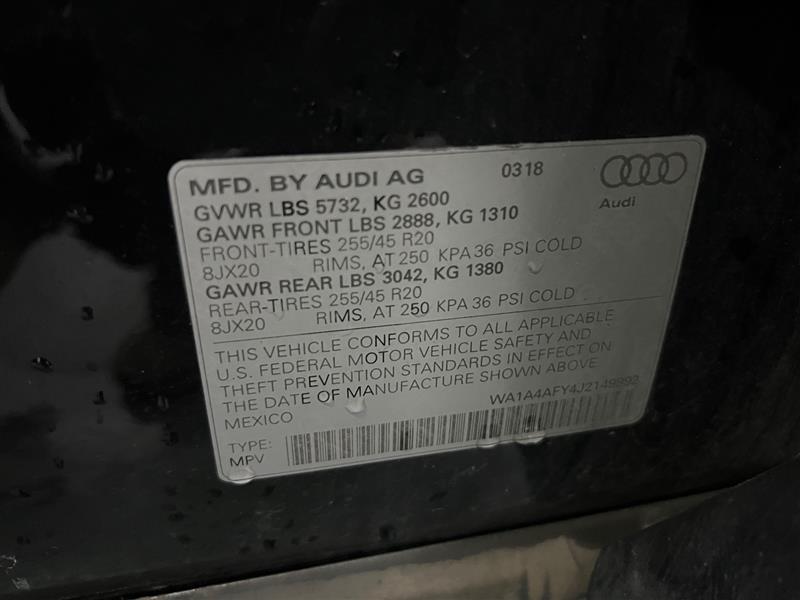 MFD. BY AUDI AG 0318
Audi
GVWR LBS 5732, KG 2600
GAWR FRONT LBS 2888, KG 1310
FRONT-TIRES 255/45 R20
8JX20 RIMS, AT 250 KPA 36 PSI COLD
GAWR REAR LBS 3042, KG 1380
REAR-TIRES 255/45 R20
8JX20 RIMS, AT 250 KPA 36 PSI COLD
THIS VEHICLE CONFORMS TO ALL APPLICABLE
U.S. FEDERAL MOTOR VEHICLE SAFETY AND
THEFT PREVENTION STANDARDS IN EFFECT ON
THE DATE OF MANUFACTURE SHOWN ABOVE
MEXICO WA1A4AFY4J2149892
TYPE:
MPV